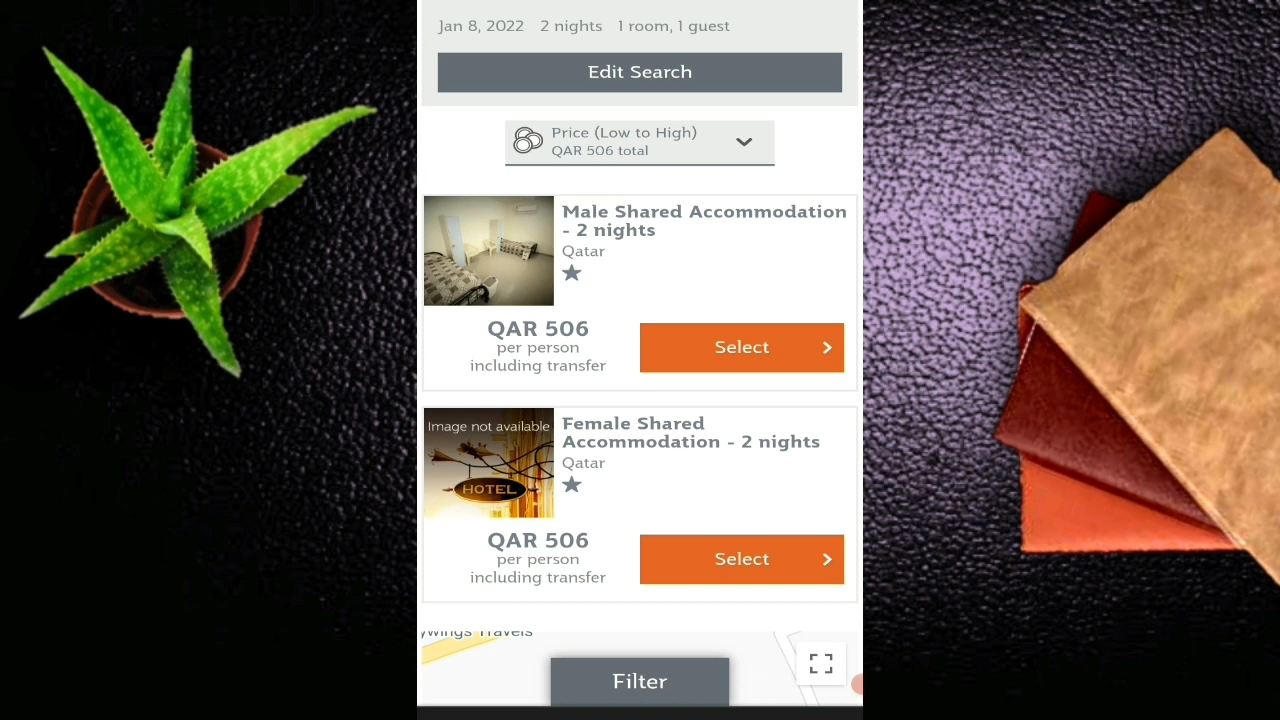 Jan 8, 2022 2 nights 1 room, 1 guest
Edit Search
Price (Low to High)
QAR 506 total
Male Shared Accommodation
- 2 nights
Qatar
QAR 506
per person
including transfer
Select
Image not available
HOTEL
Female Shared
Accommodation - 2 nights
Qatar
QAR 506
per person
including transfer
Select
Travels
Filter